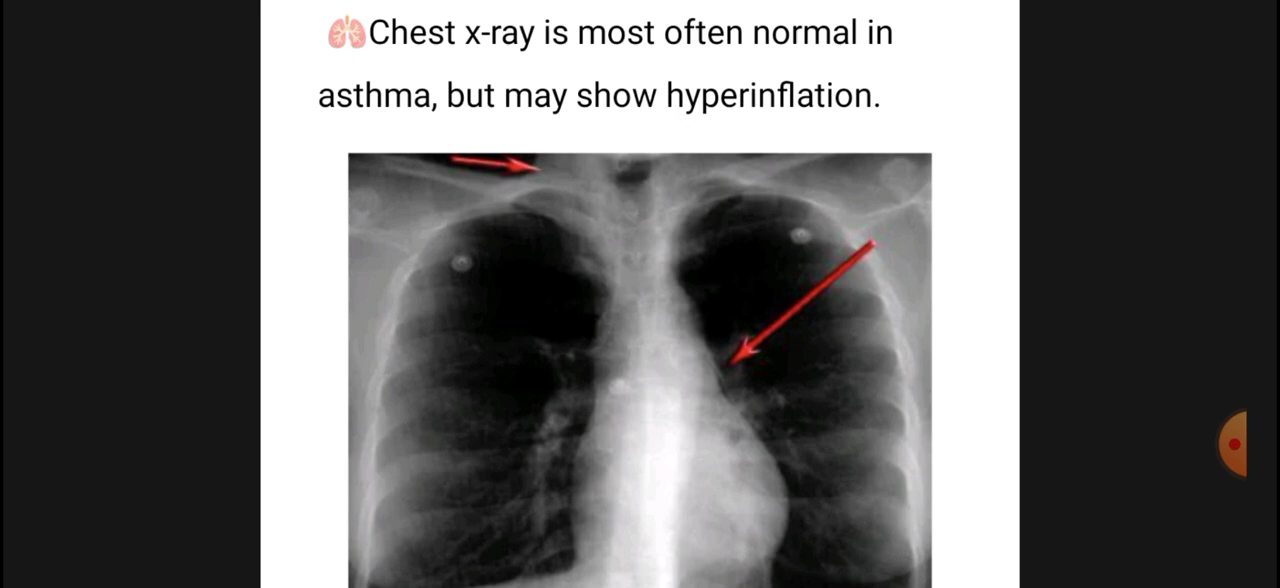 🫁Chest x-ray is most often normal in
asthma, but may show hyperinflation.